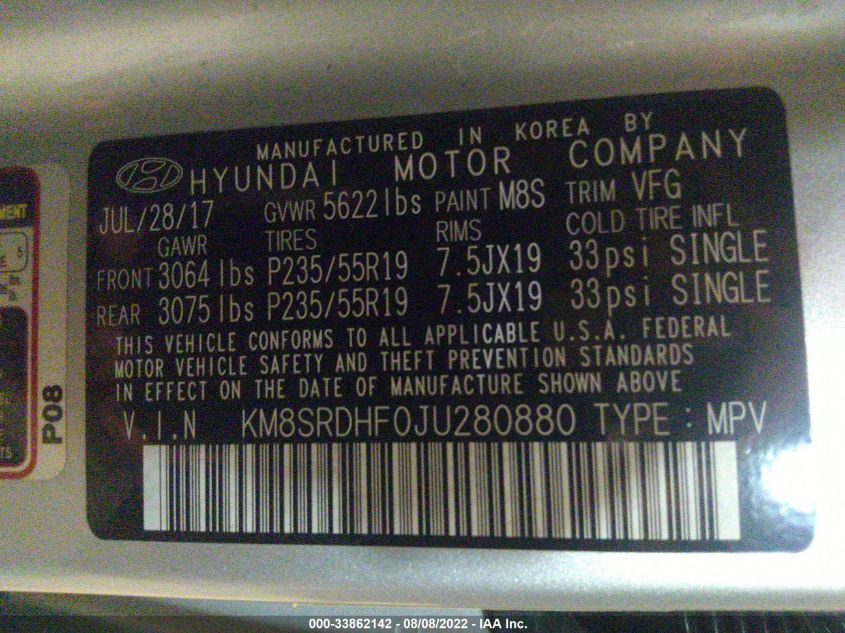 MANUFACTURED IN KOREA BY
HYUNDAI MOTOR COMPANY
JUL/28/17 GVWR 5622lbs PAINT M8S TRIM VFG
GAWR TIRES RIMS COLD TIRE INFL
FRONT 3064lbs P235/55R19 7.5JX19 33psi SINGLE
REAR 3075lbs P235/55R19 7.5JX19 33psi SINGLE
THIS VEHICLE CONFORMS TO ALL APPLICABLE U.S.A. FEDERAL
MOTOR VEHICLE SAFETY AND THEFT PREVENTION STANDARDS
IN EFFECT ON THE DATE OF MANUFACTURE SHOWN ABOVE
V.I.N KM8SRDHF0JU280880 TYPE : MPV
P08
000-33862142 - 08/08/2022 - IAA Inc.